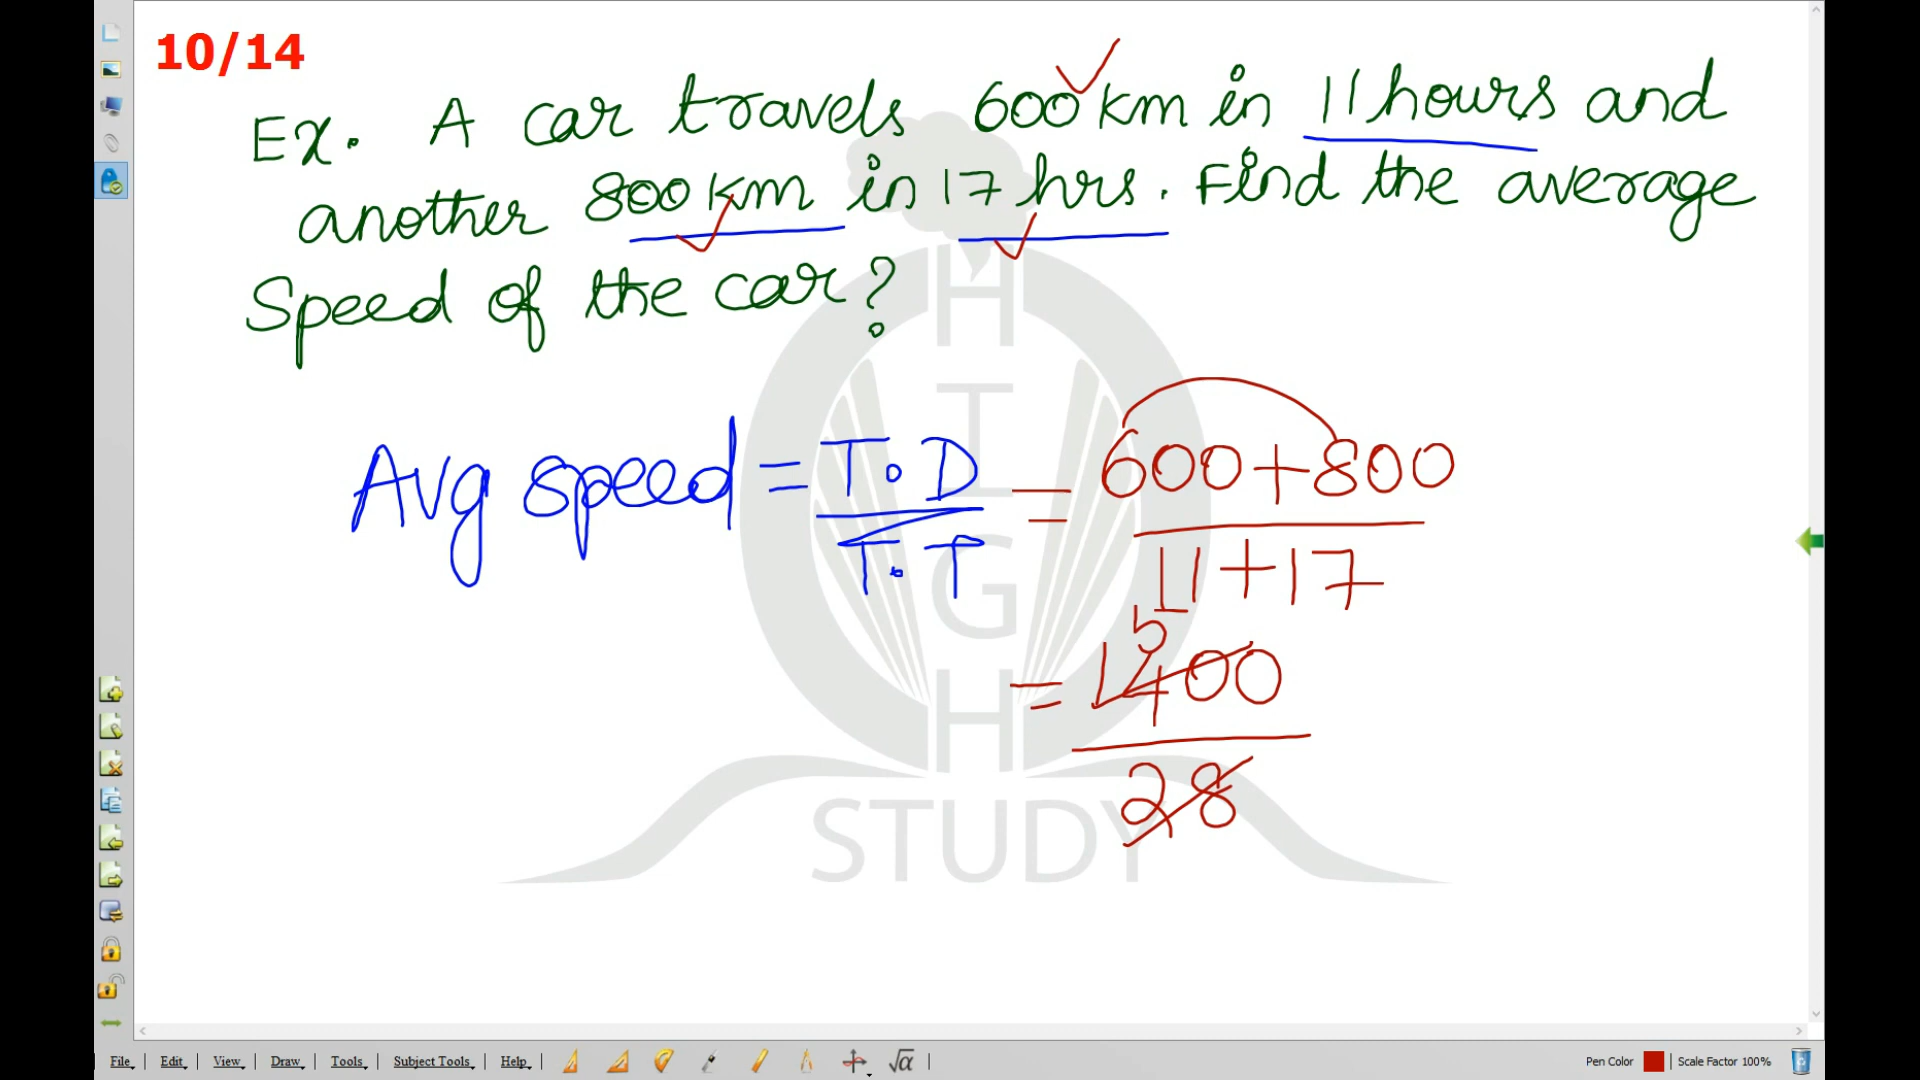 10/14
Ex. A car travels 600 km in 11 hours and
another 800 km in 17 hrs. Find the average
Speed of the car?
Avg speed = T.D / T.T = 600+800 / 11+17
5
= 1400 / 28
HIGH
STUDY
File Edit View Draw Tools Subject Tools Help √α Pen Color Scale Factor 100%